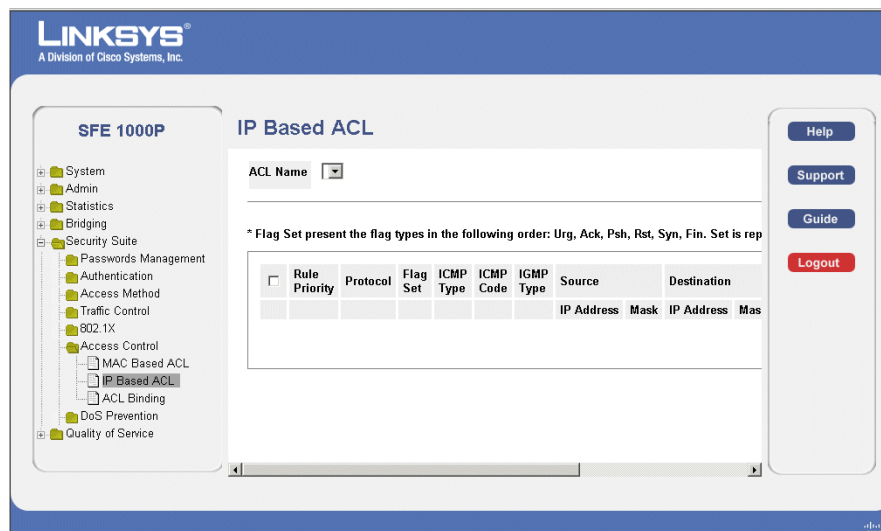 LINKSYS®
A Division of Cisco Systems, Inc.
SFE 1000P
System
Admin
Statistics
Bridging
Security Suite
Passwords Management
Authentication
Access Method
Traffic Control
802.1X
Access Control
MAC Based ACL
IP Based ACL
ACL Binding
DoS Prevention
Quality of Service
IP Based ACL
ACL Name
* Flag Set present the flag types in the following order: Urg, Ack, Psh, Rst, Syn, Fin. Set is rep
Rule Priority Protocol Flag Set ICMP Type ICMP Code IGMP Type Source Destination
IP Address Mask IP Address Mas
Help
Support
Guide
Logout